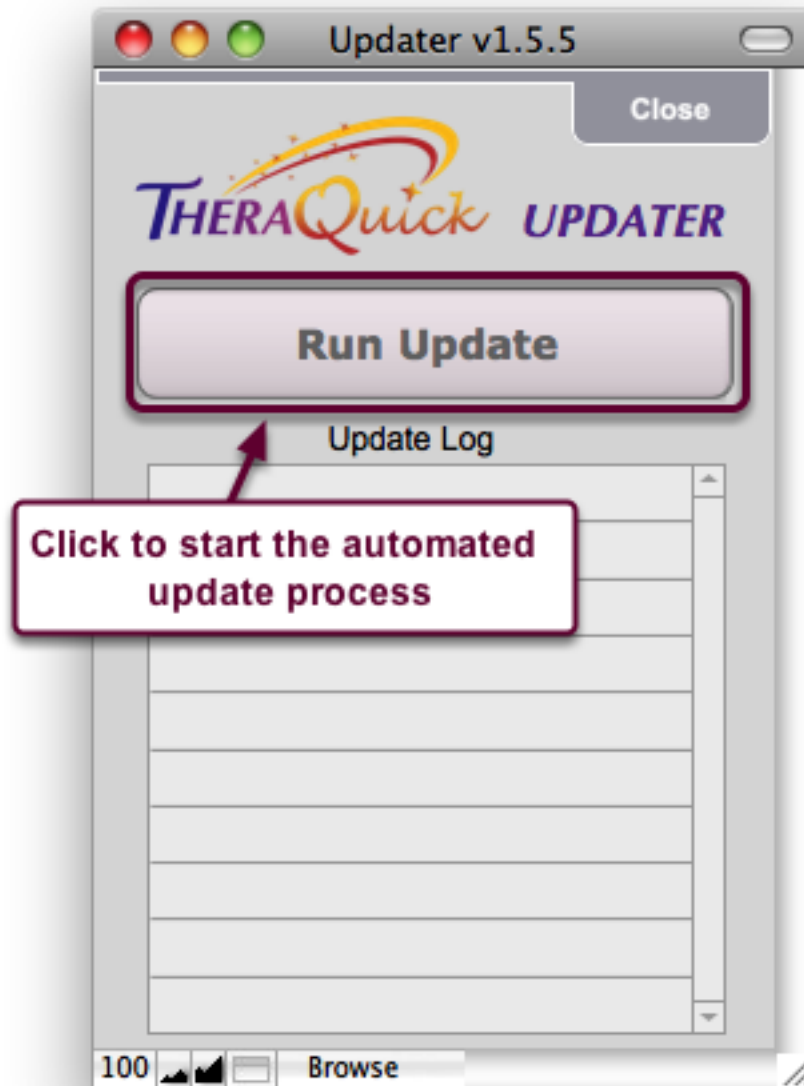 Updater v1.5.5
Close
THERAQuick UPDATER
Run Update
Update Log
Click to start the automated
update process
100 Browse